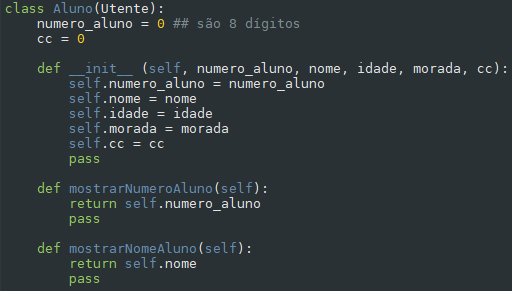 class Aluno(Utente):
    numero_aluno = 0 ## são 8 dígitos
    cc = 0

    def __init__ (self, numero_aluno, nome, idade, morada, cc):
        self.numero_aluno = numero_aluno
        self.nome = nome
        self.idade = idade
        self.morada = morada
        self.cc = cc
        pass

    def mostrarNumeroAluno(self):
        return self.numero_aluno
        pass

    def mostrarNomeAluno(self):
        return self.nome
        pass